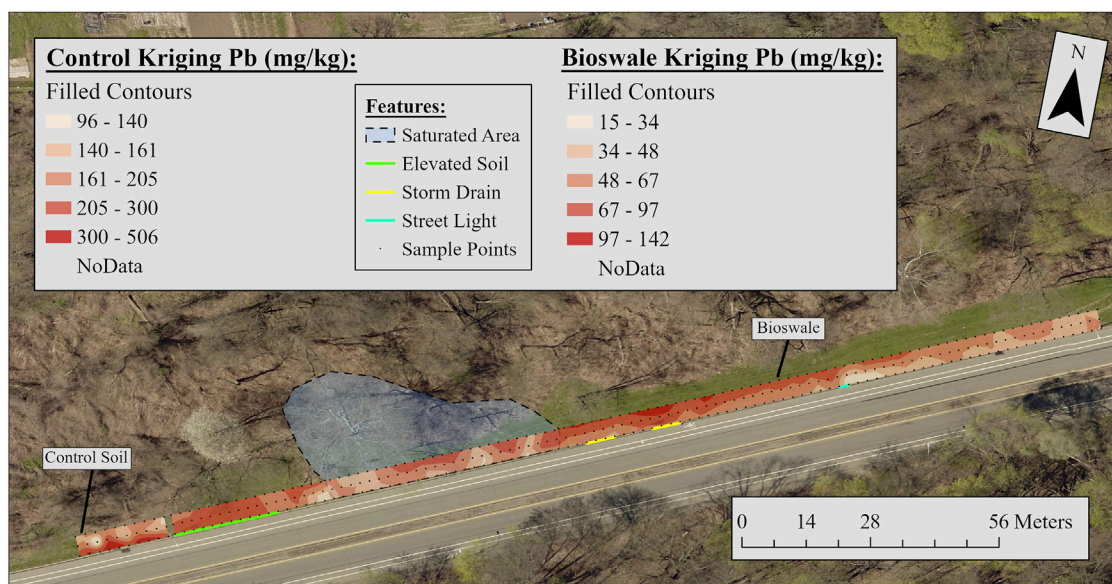 Control Kriging Pb (mg/kg):
Filled Contours
96 - 140
140 - 161
161 - 205
205 - 300
300 - 506
NoData
Features:
Saturated Area
Elevated Soil
Storm Drain
Street Light
Sample Points
Bioswale Kriging Pb (mg/kg):
Filled Contours
15 - 34
34 - 48
48 - 67
67 - 97
97 - 142
NoData
N
Bioswale
Control Soil
0 14 28 56 Meters